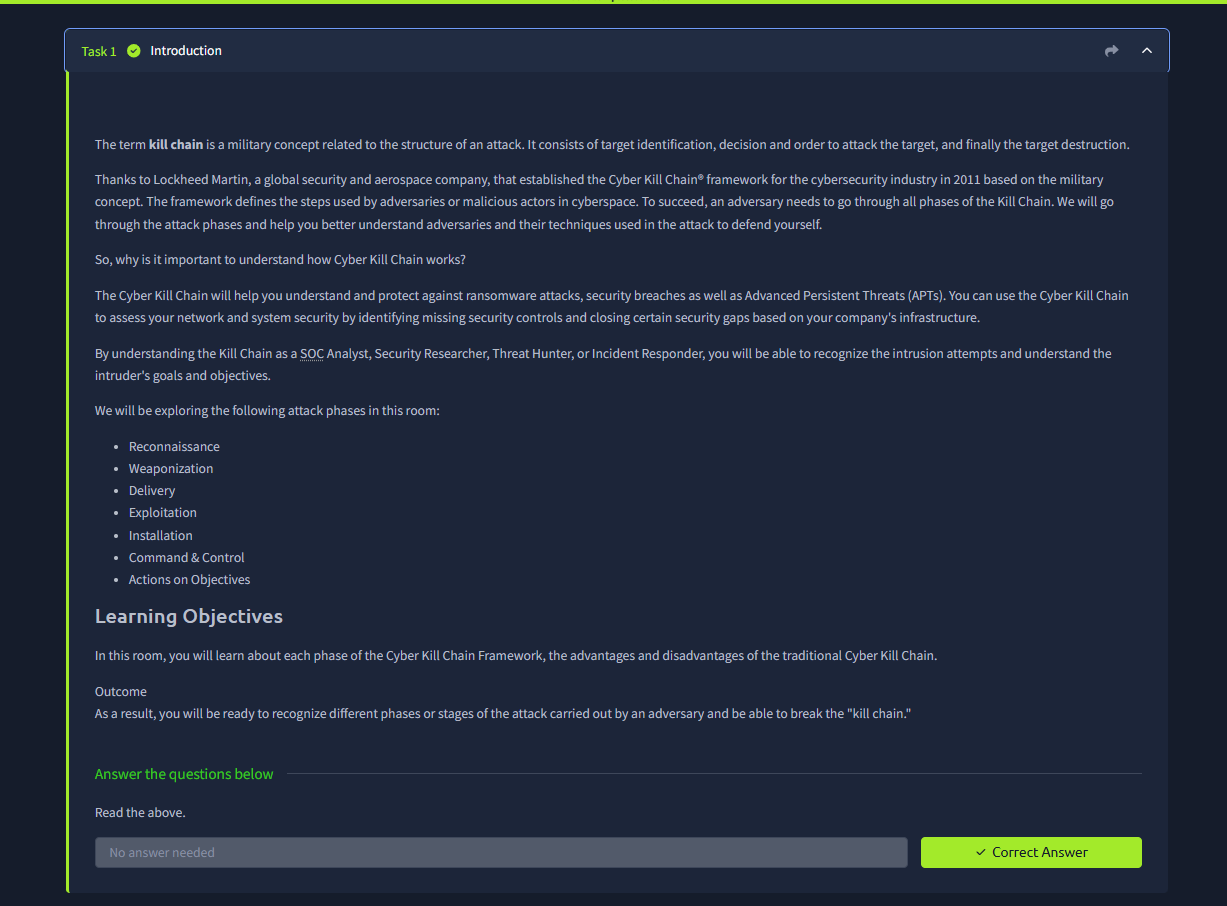 Task 1 Introduction
The term kill chain is a military concept related to the structure of an attack. It consists of target identification, decision and order to attack the target, and finally the target destruction.
Thanks to Lockheed Martin, a global security and aerospace company, that established the Cyber Kill Chain® framework for the cybersecurity industry in 2011 based on the military
concept. The framework defines the steps used by adversaries or malicious actors in cyberspace. To succeed, an adversary needs to go through all phases of the Kill Chain. We will go
through the attack phases and help you better understand adversaries and their techniques used in the attack to defend yourself.
So, why is it important to understand how Cyber Kill Chain works?
The Cyber Kill Chain will help you understand and protect against ransomware attacks, security breaches as well as Advanced Persistent Threats (APTs). You can use the Cyber Kill Chain
to assess your network and system security by identifying missing security controls and closing certain security gaps based on your company's infrastructure.
By understanding the Kill Chain as a SOC Analyst, Security Researcher, Threat Hunter, or Incident Responder, you will be able to recognize the intrusion attempts and understand the
intruder's goals and objectives.
We will be exploring the following attack phases in this room:
• Reconnaissance
• Weaponization
• Delivery
• Exploitation
• Installation
• Command & Control
• Actions on Objectives
Learning Objectives
In this room, you will learn about each phase of the Cyber Kill Chain Framework, the advantages and disadvantages of the traditional Cyber Kill Chain.
Outcome
As a result, you will be ready to recognize different phases or stages of the attack carried out by an adversary and be able to break the "kill chain."
Answer the questions below
Read the above.
No answer needed
✓ Correct Answer